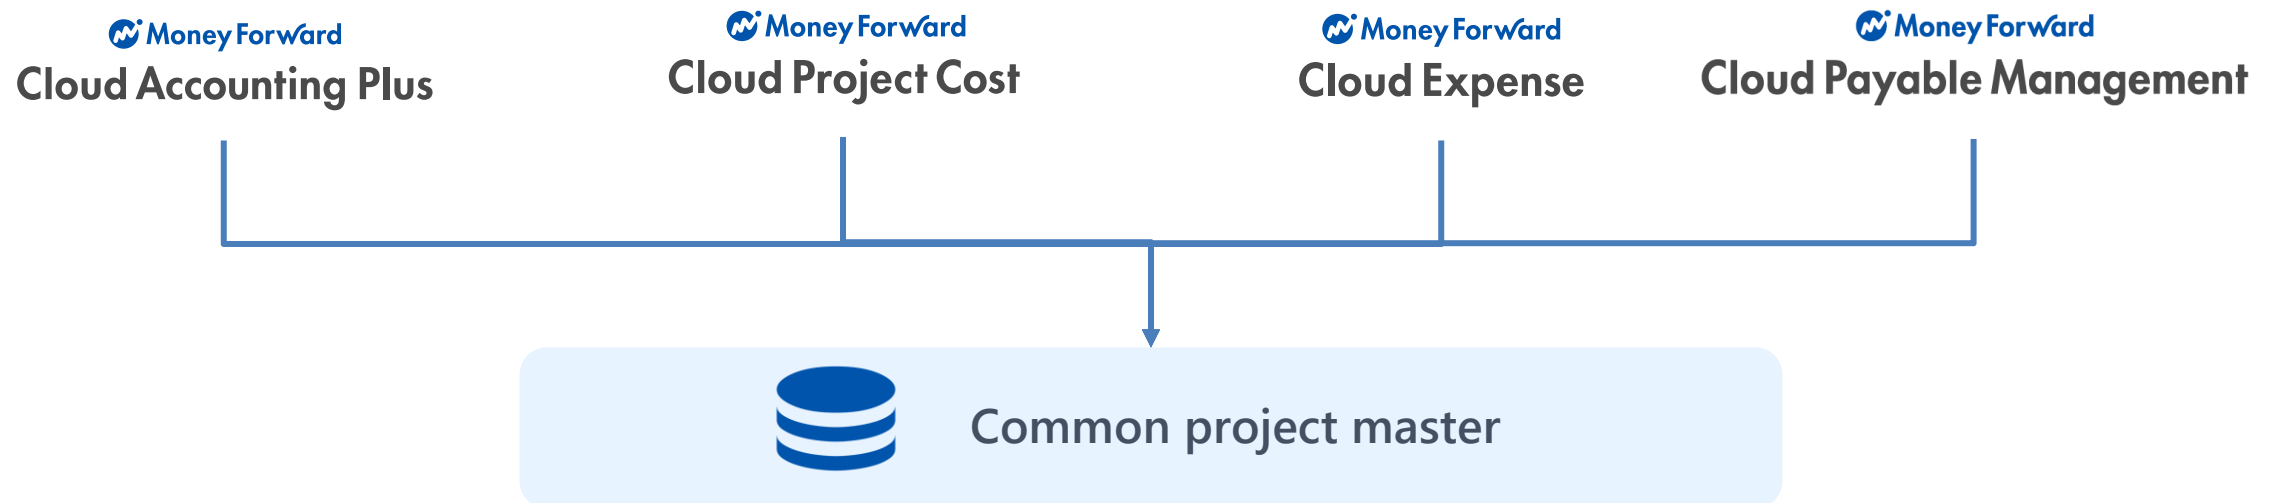 Money Forward
Cloud Accounting Plus
Money Forward
Cloud Project Cost
Money Forward
Cloud Expense
Money Forward
Cloud Payable Management
Common project master